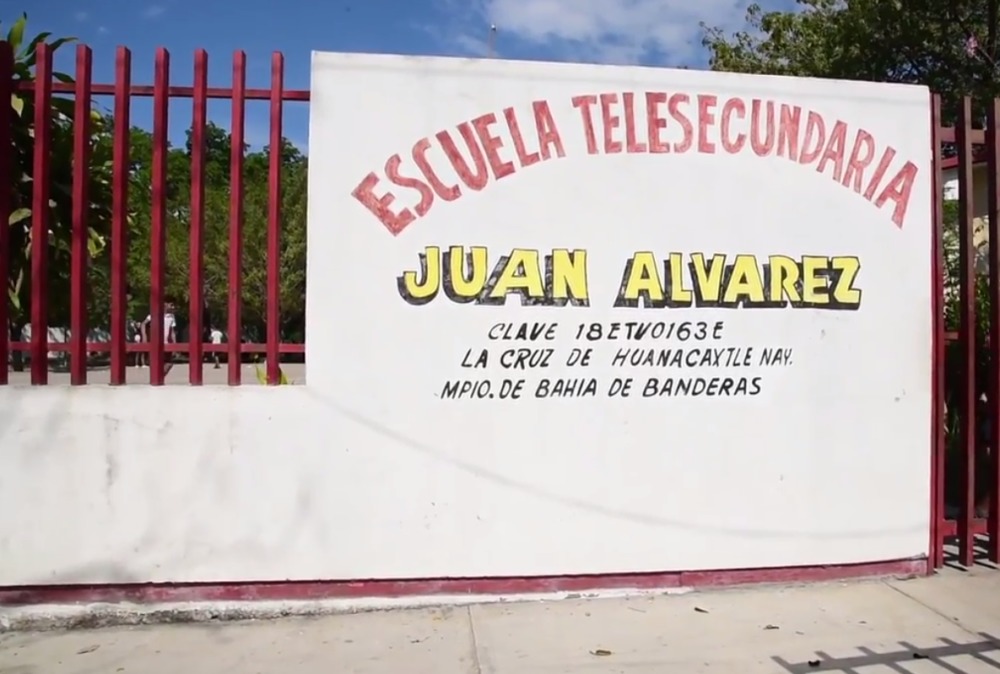 ESCUELA TELESECUNDARIA
JUAN ALVAREZ
CLAVE 18ETV0163E
LA CRUZ DE HUANACAXTLE NAY.
MPIO. DE BAHIA DE BANDERAS